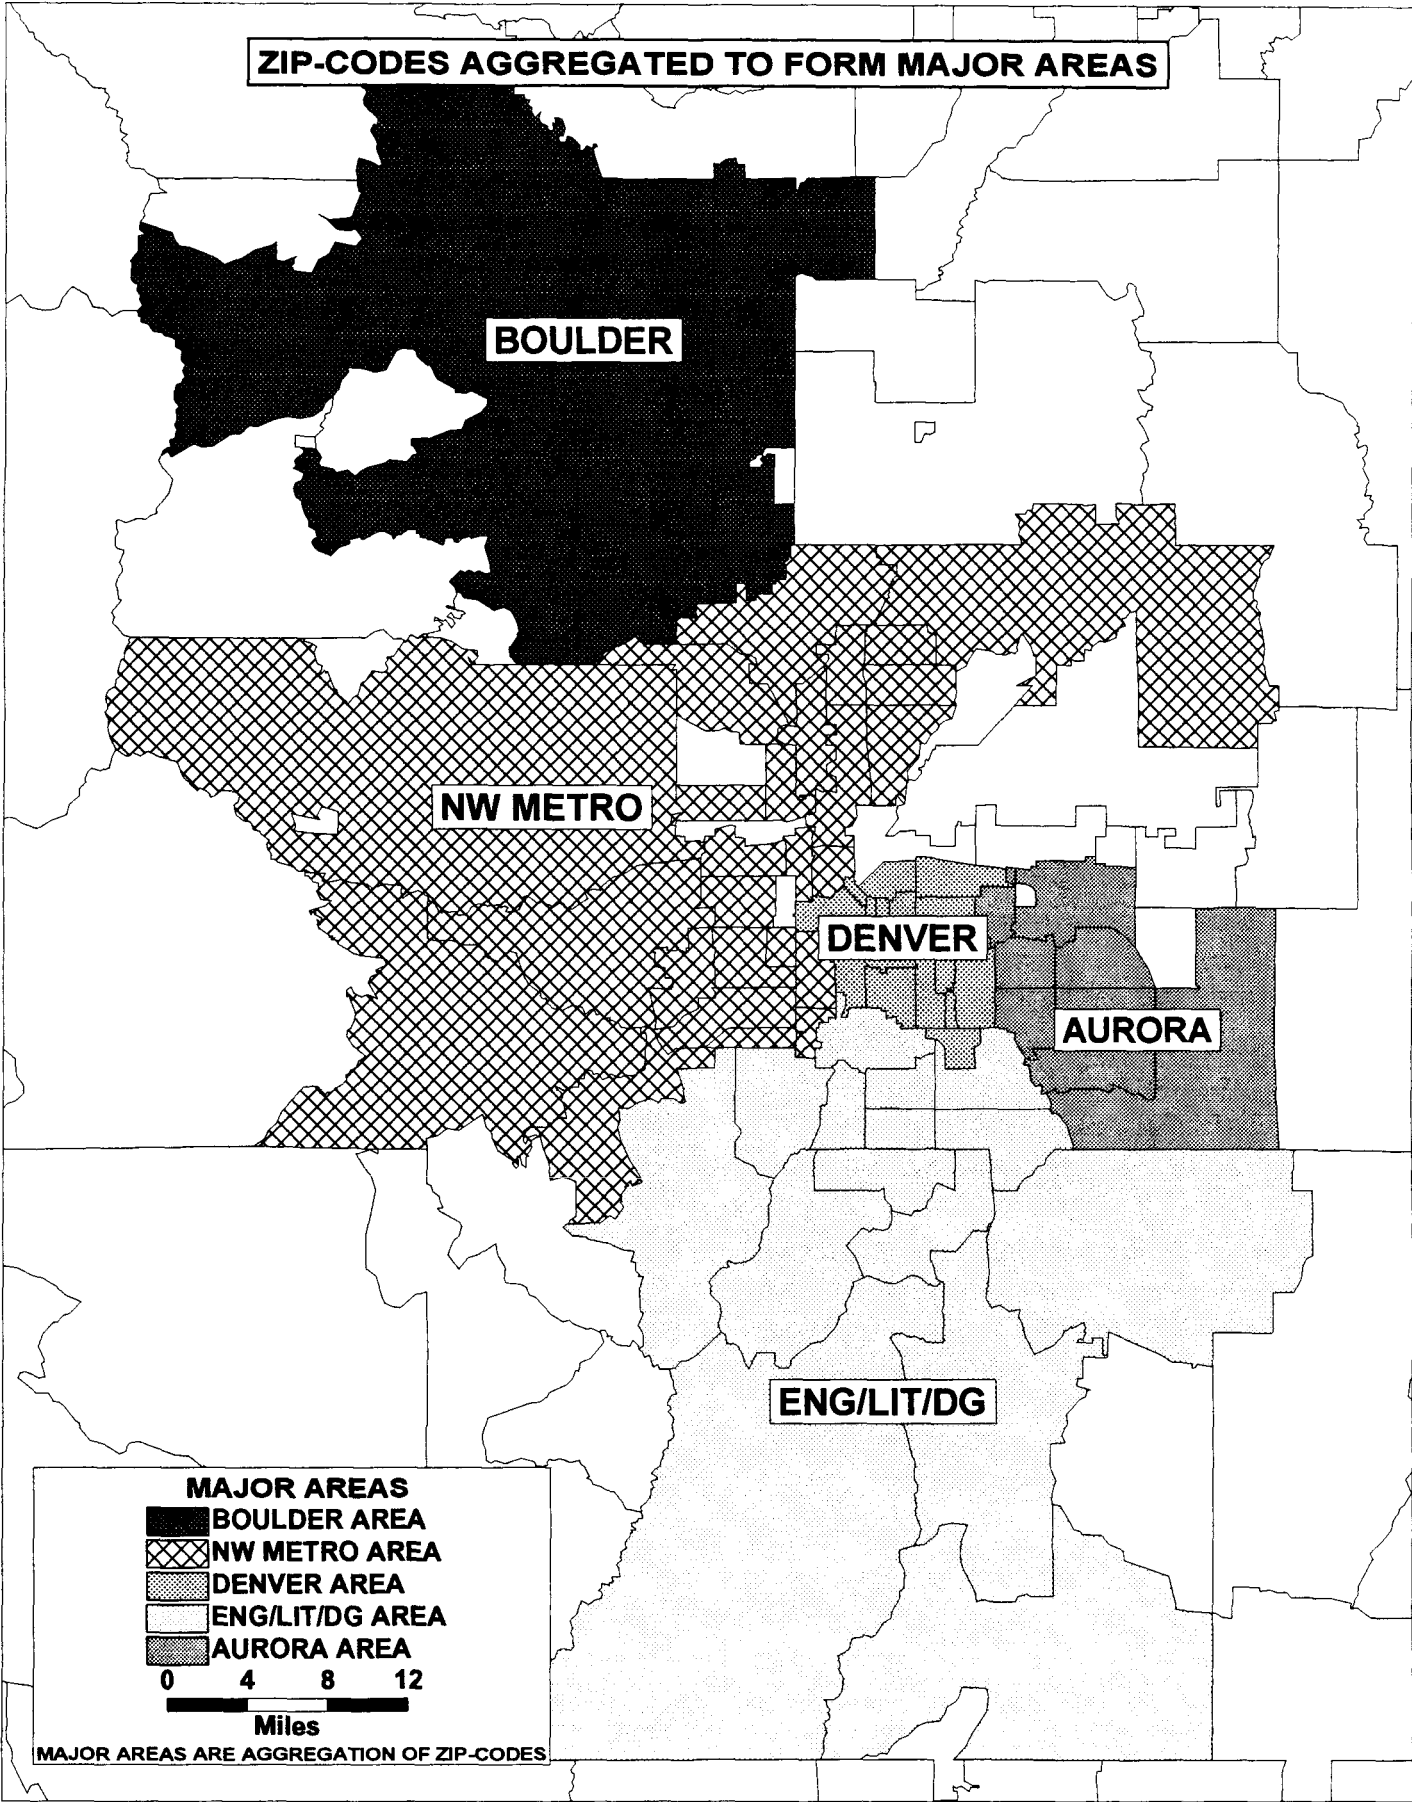 ZIP-CODES AGGREGATED TO FORM MAJOR AREAS
BOULDER
NW METRO
DENVER
AURORA
ENG/LIT/DG
MAJOR AREAS
BOULDER AREA
NW METRO AREA
DENVER AREA
ENG/LIT/DG AREA
AURORA AREA
0 4 8 12
Miles
MAJOR AREAS ARE AGGREGATION OF ZIP-CODES